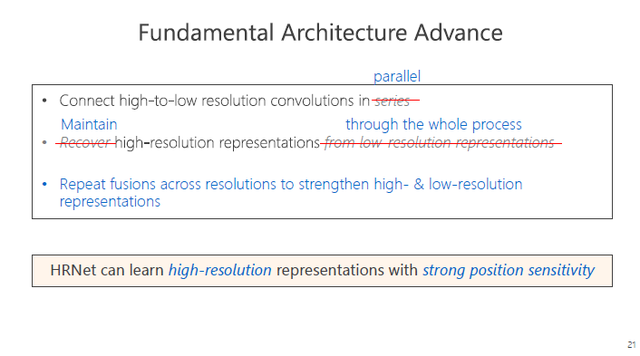 Fundamental Architecture Advance
parallel
• Connect high-to-low resolution convolutions in series
Maintain through the whole process
• Recover high-resolution representations from low-resolution representations
• Repeat fusions across resolutions to strengthen high- & low-resolution
representations
HRNet can learn high-resolution representations with strong position sensitivity
21